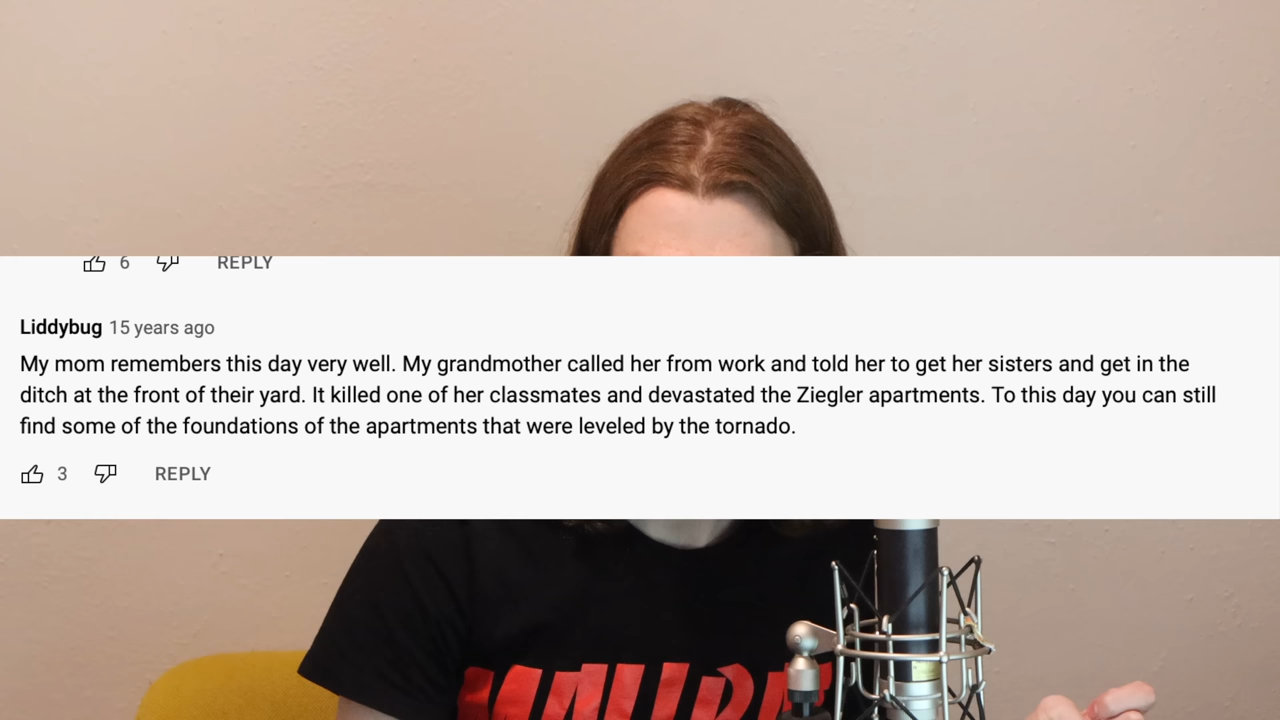 6 REPLY
Liddybug 15 years ago
My mom remembers this day very well. My grandmother called her from work and told her to get her sisters and get in the
ditch at the front of their yard. It killed one of her classmates and devastated the Ziegler apartments. To this day you can still
find some of the foundations of the apartments that were leveled by the tornado.
3 REPLY